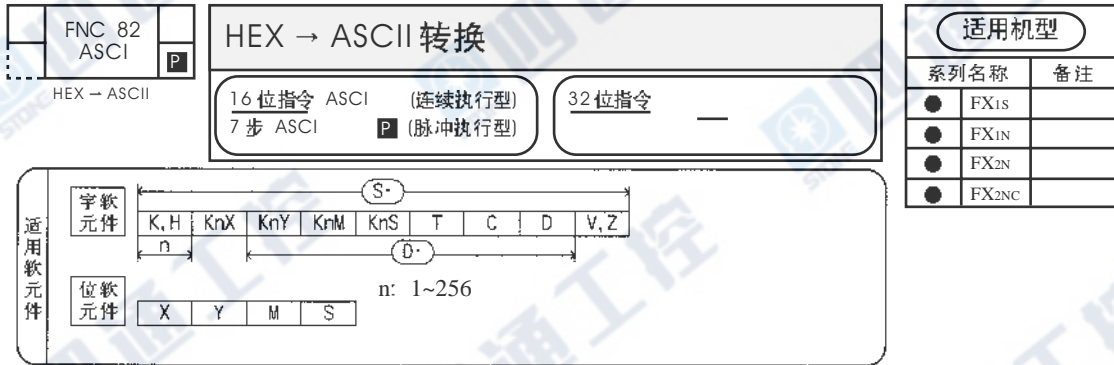 FNC 82
ASCI
P
HEX → ASCII
HEX → ASCII 转换
16 位指令 ASCI (连续执行型)
7 步 ASCI P (脉冲执行型)
32 位指令 —
适用机型
系列名称 备注
● FX1S
● FX1N
● FX2N
● FX2NC
适用软元件
字软元件
S·
K, H KnX KnY KnM KnS T C D V, Z
n D·
n: 1~256
位软元件
X Y M S